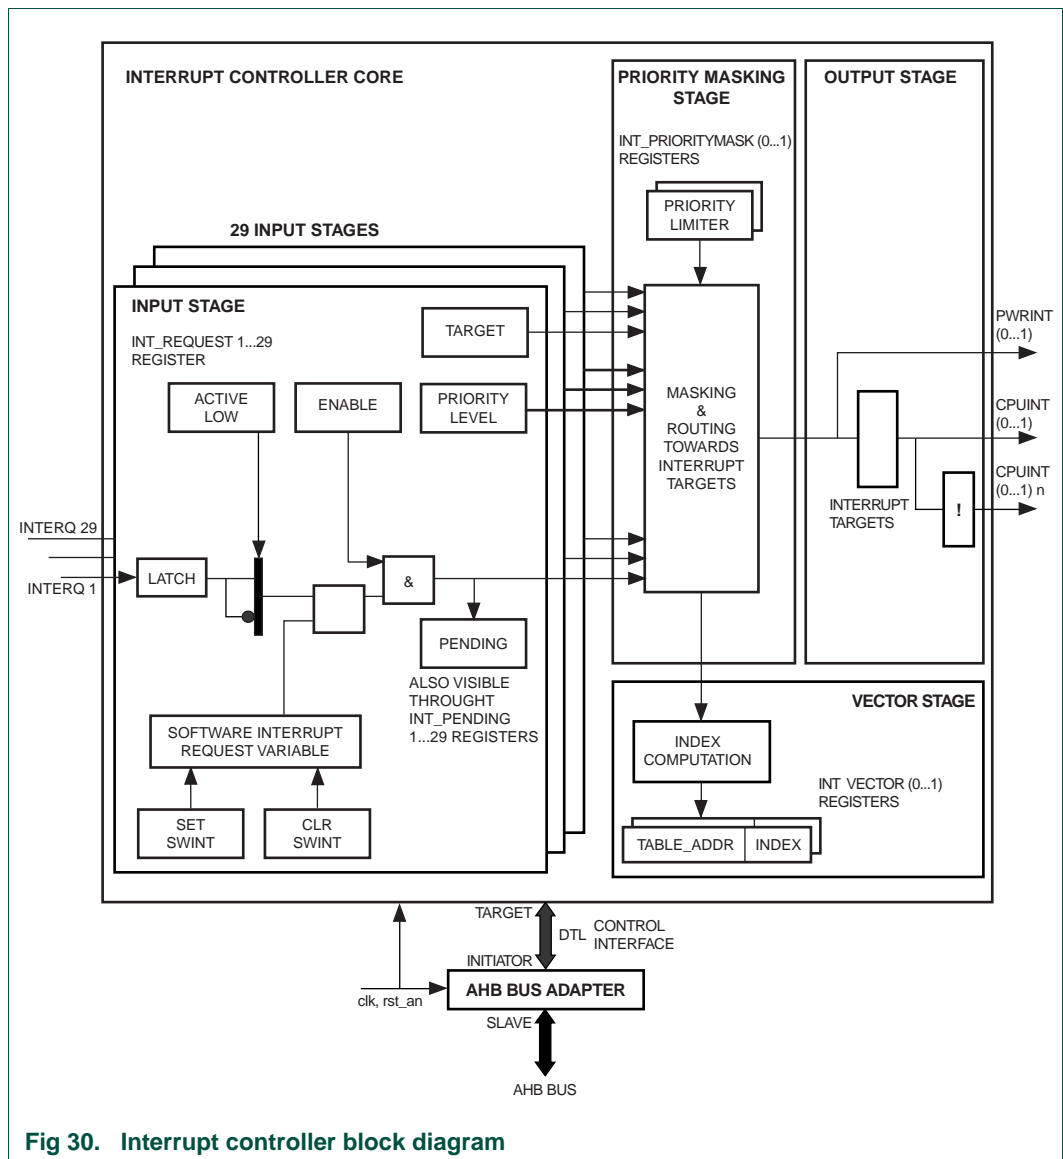 INTERRUPT CONTROLLER CORE
PRIORITY MASKING
STAGE
OUTPUT STAGE
INT_PRIORITYMASK (0...1)
REGISTERS
PRIORITY
LIMITER
29 INPUT STAGES
INPUT STAGE
INT_REQUEST 1...29
REGISTER
TARGET
ACTIVE
LOW
ENABLE
PRIORITY
LEVEL
MASKING
&
ROUTING
TOWARDS
INTERRUPT
TARGETS
PWRINT
(0...1)
CPUINT
(0...1)
CPUINT
(0...1) n
INTERRUPT
TARGETS
!
INTERQ 29
INTERQ 1
LATCH
&
PENDING
ALSO VISIBLE
THROUGHT
INT_PENDING
1...29 REGISTERS
SOFTWARE INTERRUPT
REQUEST VARIABLE
SET
SWINT
CLR
SWINT
VECTOR STAGE
INDEX
COMPUTATION
INT VECTOR (0...1)
REGISTERS
TABLE_ADDR
INDEX
TARGET
DTL
CONTROL
INTERFACE
INITIATOR
clk, rst_an
AHB BUS ADAPTER
SLAVE
AHB BUS
Fig 30. Interrupt controller block diagram